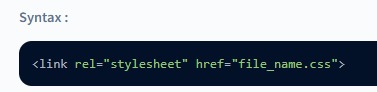 Syntax :
<link rel="stylesheet" href="file_name.css">